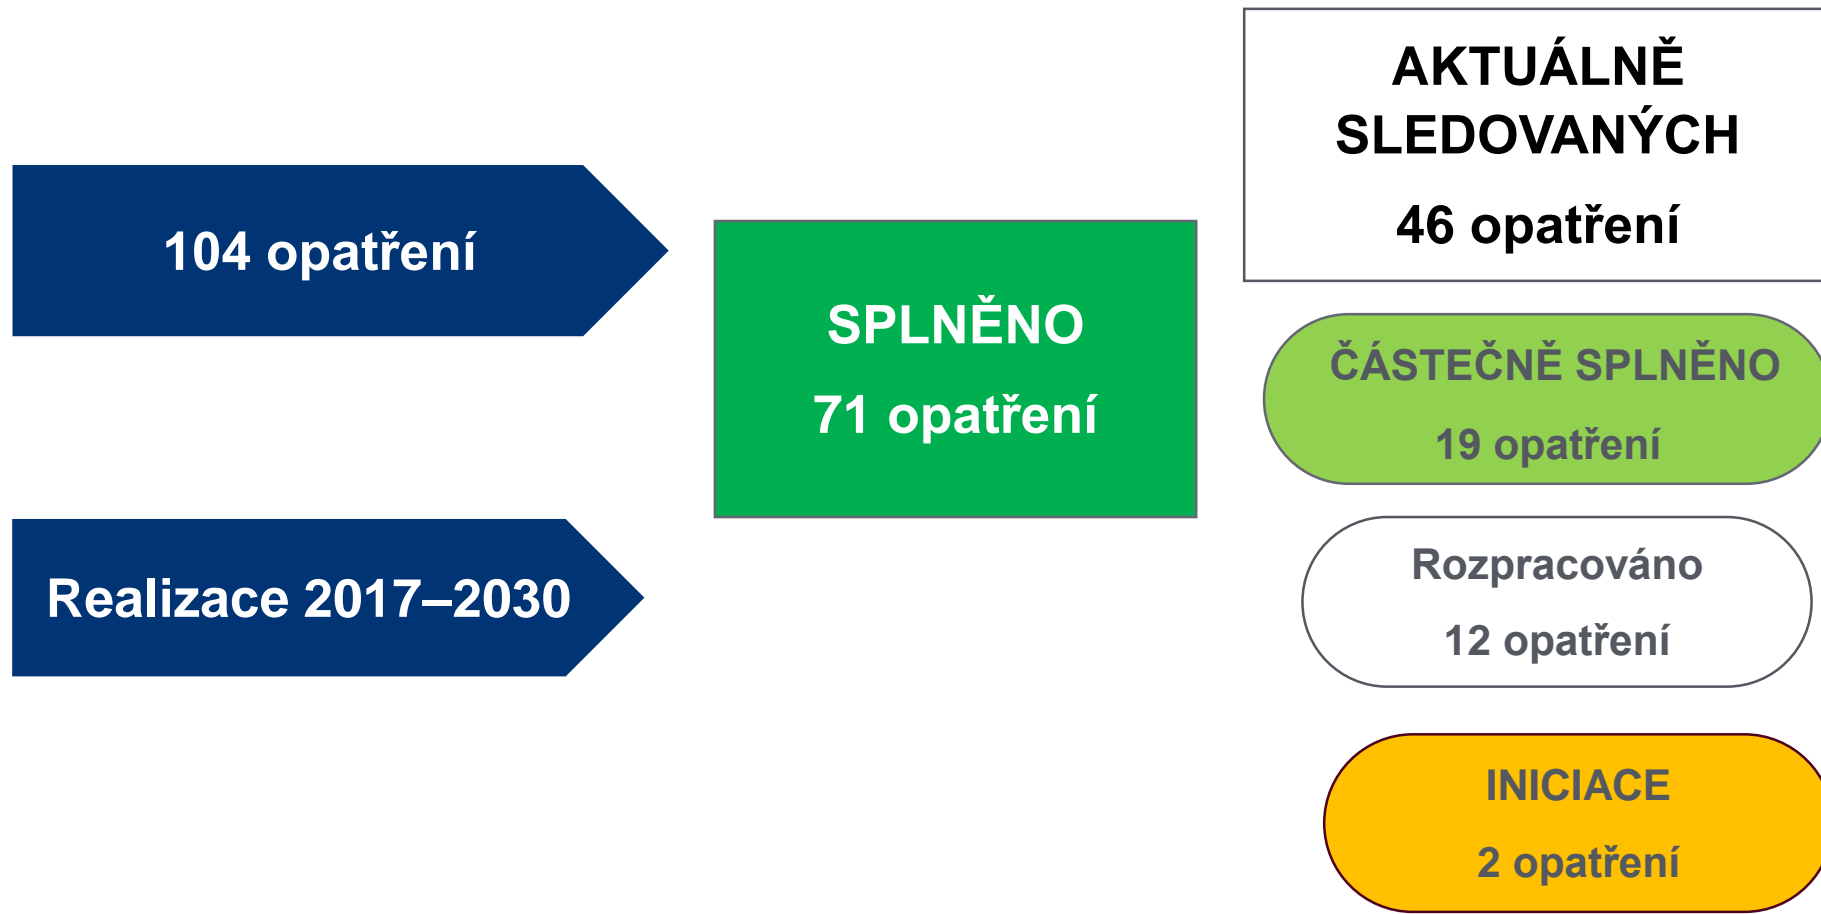 104 opatření
Realizace 2017–2030
SPLNĚNO
71 opatření
AKTUÁLNĚ
SLEDOVANÝCH
46 opatření
ČÁSTEČNĚ SPLNĚNO
19 opatření
Rozpracováno
12 opatření
INICIACE
2 opatření